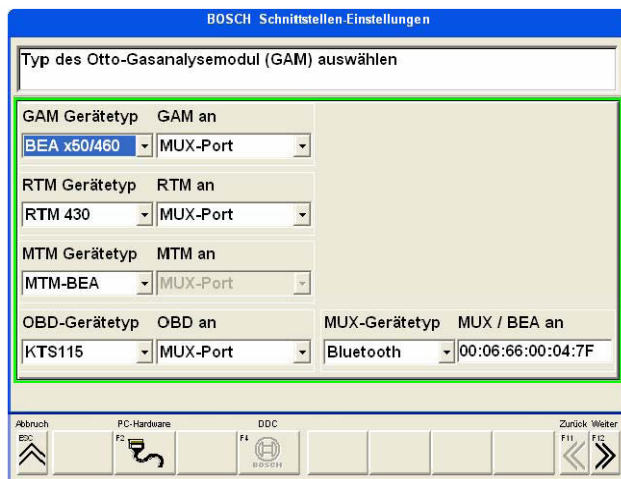 BOSCH Schnittstellen-Einstellungen
Typ des Otto-Gasanalysemodul (GAM) auswählen
GAM Gerätetyp GAM an
BEA x50/460 MUX-Port
RTM Gerätetyp RTM an
RTM 430 MUX-Port
MTM Gerätetyp MTM an
MTM-BEA MUX-Port
OBD-Gerätetyp OBD an MUX-Gerätetyp MUX / BEA an
KTS115 MUX-Port Bluetooth 00:06:66:00:04:7F
Abbruch PC-Hardware DDC Zurück Weiter
ESC F2 F4 F11 F12
BOSCH